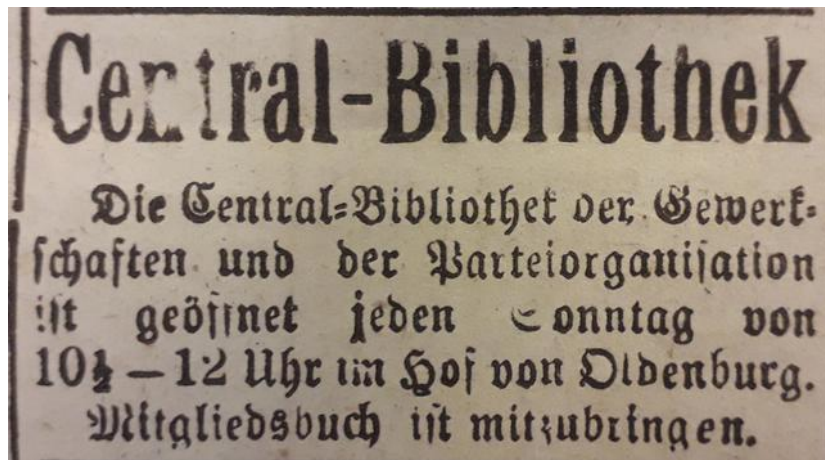 Central-Bibliothek
Die Central-Bibliothek der Gewerk-
schaften und der Parteiorganisation
ist geöffnet jeden Sonntag von
10½—12 Uhr im Hof von Oldenburg.
Mitgliedsbuch ist mitzubringen.